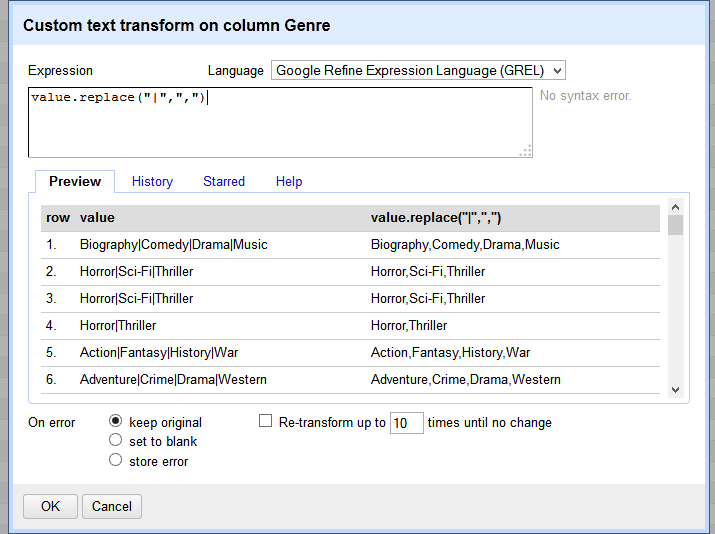 Custom text transform on column Genre
Expression Language Google Refine Expression Language (GREL)
value.replace("|",",") No syntax error.
Preview History Starred Help
row value value.replace("|",",")
1. Biography|Comedy|Drama|Music Biography,Comedy,Drama,Music
2. Horror|Sci-Fi|Thriller Horror,Sci-Fi,Thriller
3. Horror|Sci-Fi|Thriller Horror,Sci-Fi,Thriller
4. Horror|Thriller Horror,Thriller
5. Action|Fantasy|History|War Action,Fantasy,History,War
6. Adventure|Crime|Drama|Western Adventure,Crime,Drama,Western
On error keep original Re-transform up to 10 times until no change
set to blank
store error
OK Cancel